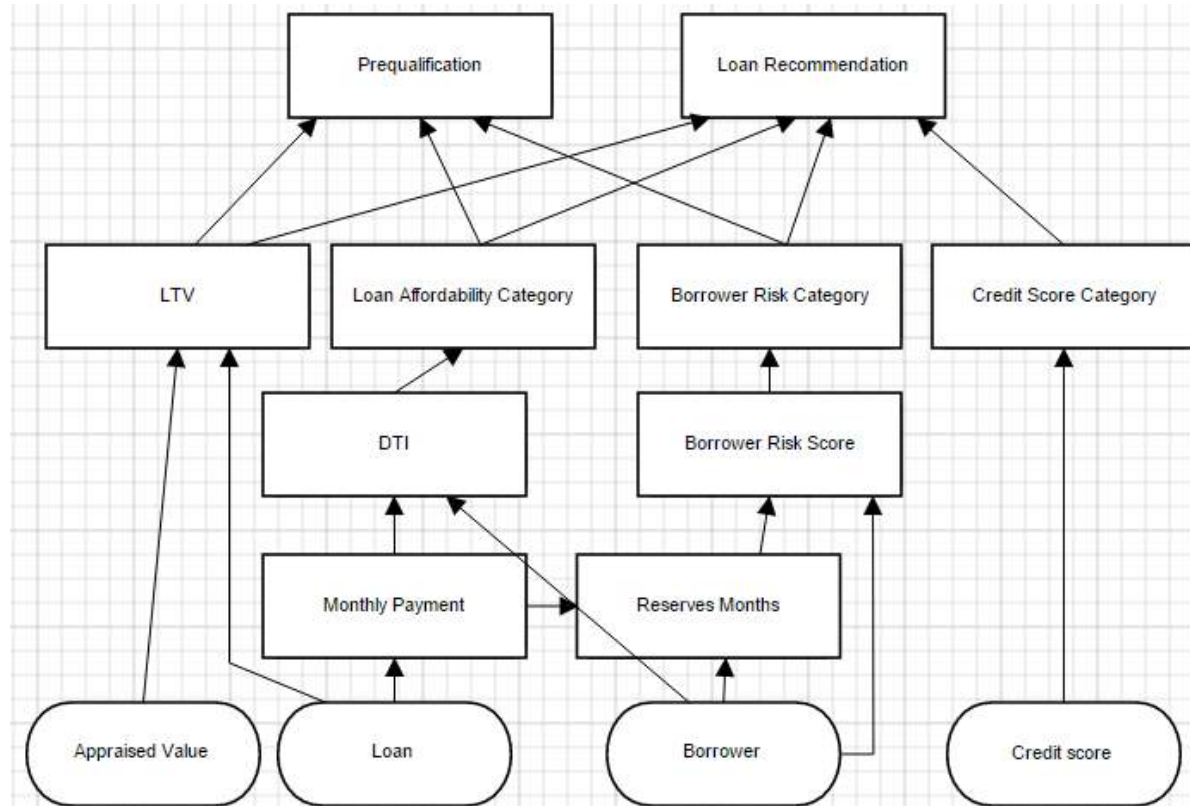 Prequalification
Loan Recommendation
LTV
Loan Affordability Category
Borrower Risk Category
Credit Score Category
DTI
Borrower Risk Score
Monthly Payment
Reserves Months
Appraised Value
Loan
Borrower
Credit score